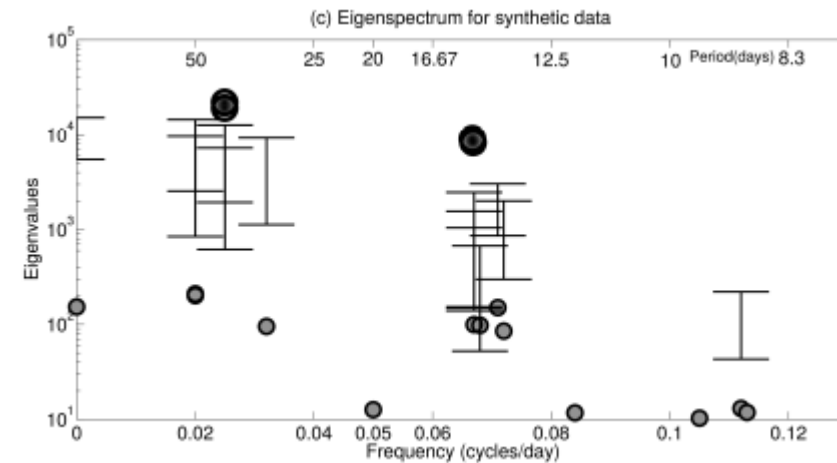 (c) Eigenspectrum for synthetic data
10^5
50 25 20 16.67 12.5 10 Period(days) 8.3
10^4
10^3
10^2
10^1
Eigenvalues
0 0.02 0.04 0.05 0.06 0.08 0.1 0.12
Frequency (cycles/day)